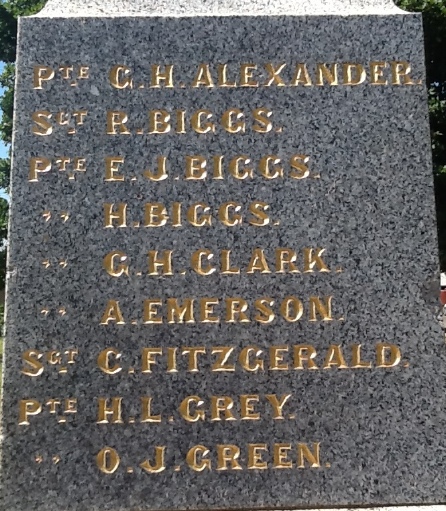 PTE G.H.ALEXANDER.
SGT R.BIGGS.
PTE E.J.BIGGS.
,, H.BIGGS.
,, G.H.CLARK.
,, A.EMERSON.
SGT C.FITZGERALD.
PTE H.L.GREY.
,, O.J.GREEN.